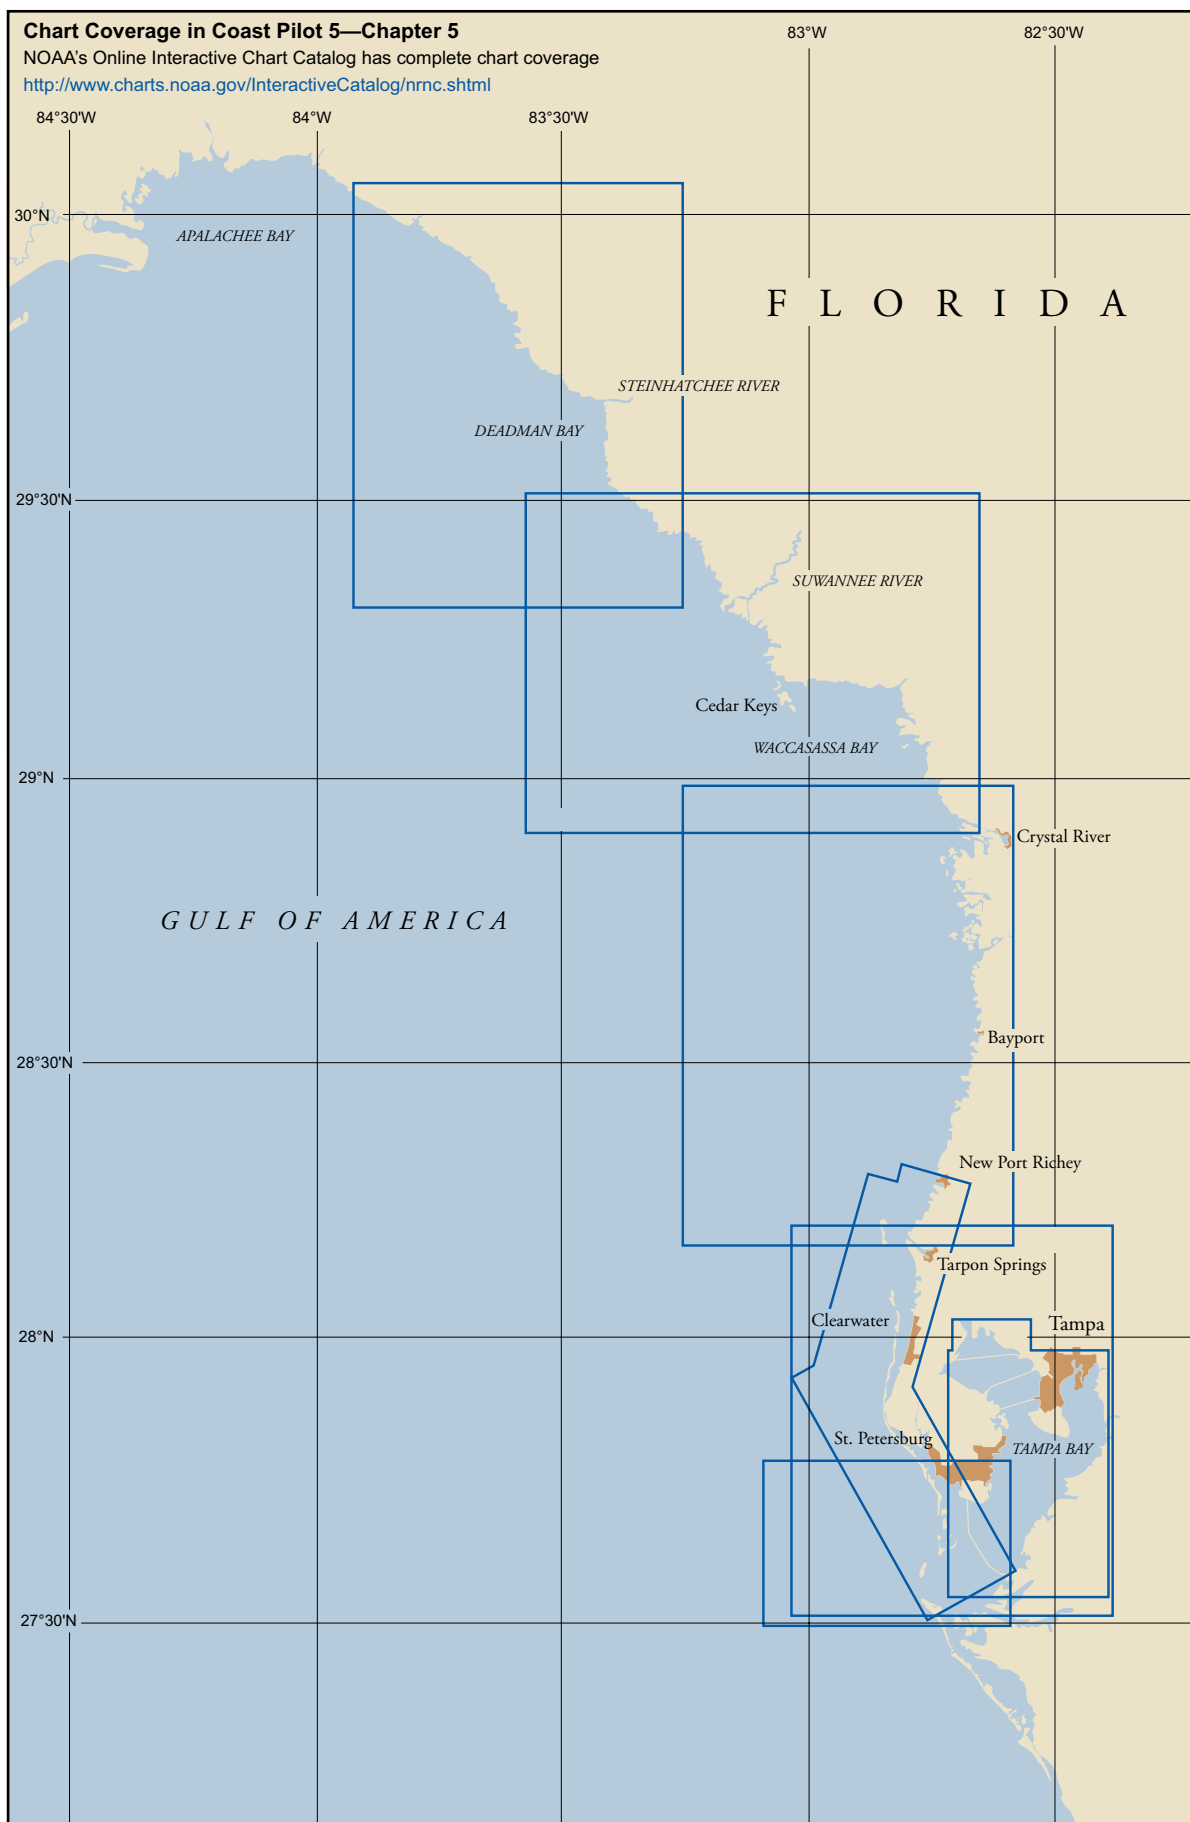 Chart Coverage in Coast Pilot 5—Chapter 5
NOAA's Online Interactive Chart Catalog has complete chart coverage
http://www.charts.noaa.gov/InteractiveCatalog/nrnc.shtml
83°W
82°30'W
84°30'W
84°W
83°30'W
30°N
APALACHEE BAY
FLORIDA
STEINHATCHEE RIVER
DEADMAN BAY
29°30'N
SUWANNEE RIVER
Cedar Keys
WACCASASSA BAY
29°N
Crystal River
GULF OF AMERICA
Bayport
28°30'N
New Port Richey
Tarpon Springs
Clearwater
Tampa
28°N
St. Petersburg
TAMPA BAY
27°30'N